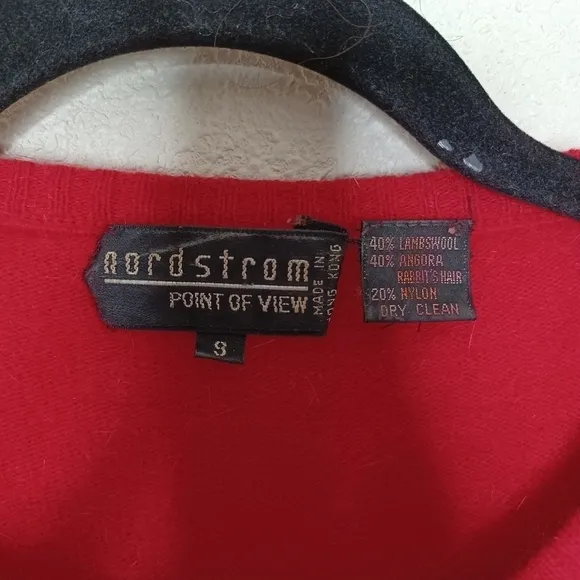 nordstrom
POINT OF VIEW
MADE IN
HONG KONG
S
40% LAMBSWOOL
40% ANGORA
RABBIT'S HAIR
20% NYLON
DRY CLEAN